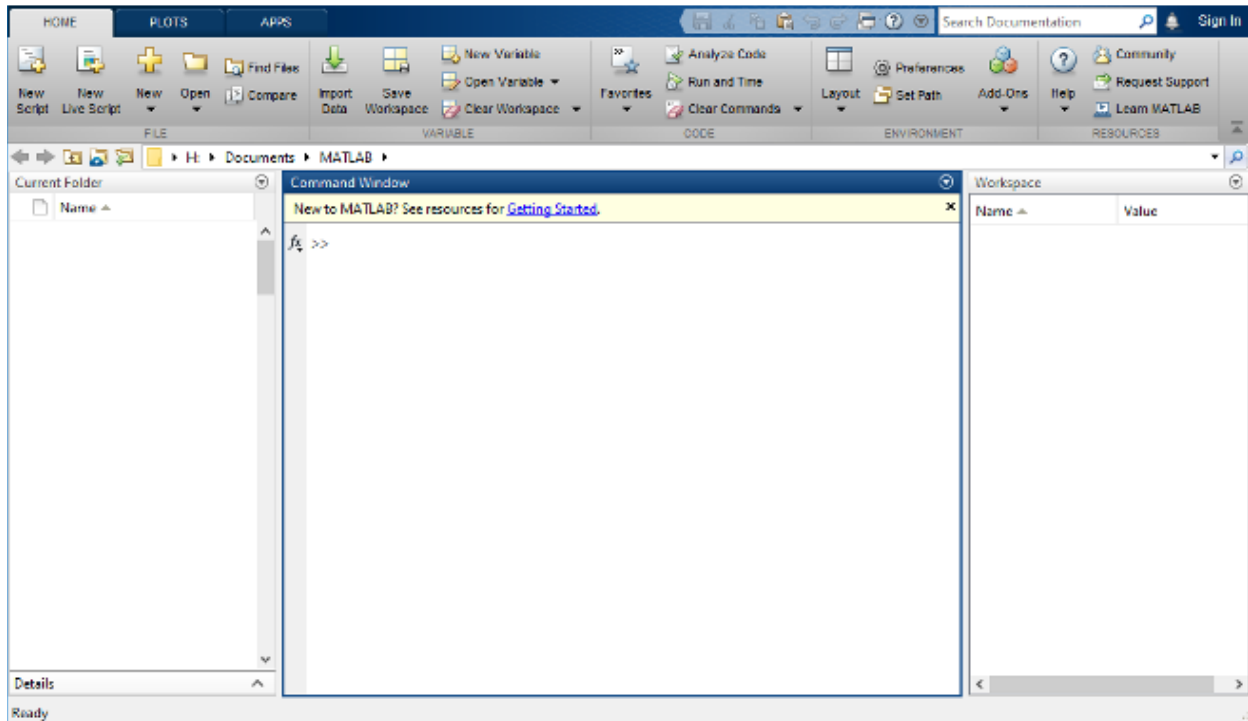 HOME PLOTS APPS Search Documentation Sign In
New Script
New Live Script
New
Open
Find Files
Compare
FILE
Import Data
Save Workspace
New Variable
Open Variable
Clear Workspace
VARIABLE
Favorites
Analyze Code
Run and Time
Clear Commands
CODE
Layout
Preferences
Set Path
ENVIRONMENT
Add-Ons
Help
Community
Request Support
Learn MATLAB
RESOURCES
H: Documents MATLAB
Current Folder
Name
Details
Command Window
New to MATLAB? See resources for Getting Started.
fx >>
Workspace
Name Value
Ready